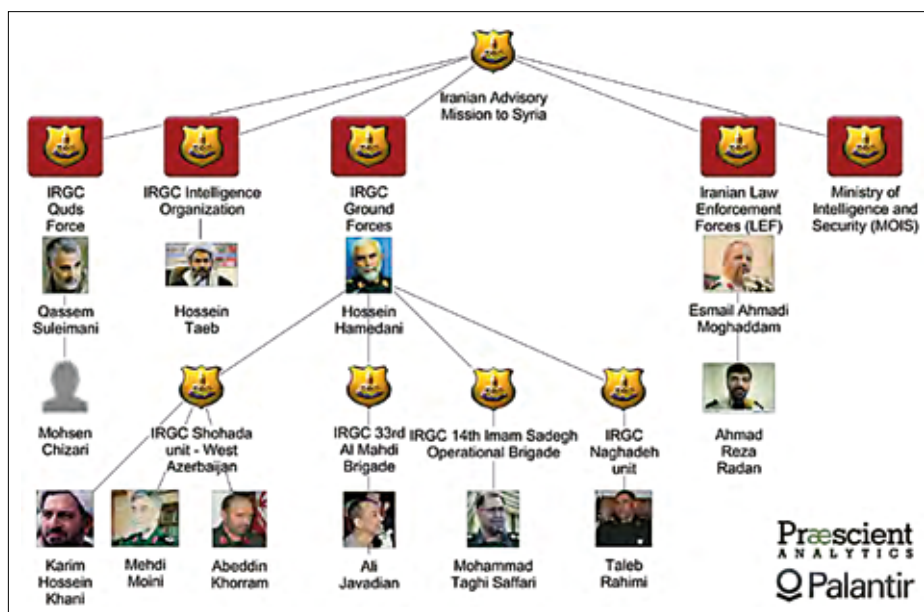 Iranian Advisory
Mission to Syria
IRGC
Quds
Force
IRGC Intelligence
Organization
IRGC
Ground
Forces
Iranian Law
Enforcement
Forces (LEF)
Ministry of
Intelligence and
Security (MOIS)
Qassem
Suleimani
Hossein
Taeb
Hossein
Hamedani
Esmail Ahmadi
Moghaddam
Mohsen
Chizari
IRGC Shohada
unit - West
Azerbaijan
IRGC 33rd
Al Mahdi
Brigade
IRGC 14th Imam Sadegh
Operational Brigade
IRGC
Naghadeh
unit
Ahmad
Reza
Radan
Karim
Hossein
Khani
Mehdi
Moini
Abeddin
Khorram
Ali
Javadian
Mohammad
Taghi Saffari
Taleb
Rahimi
Præscient
ANALYTICS
Palantir